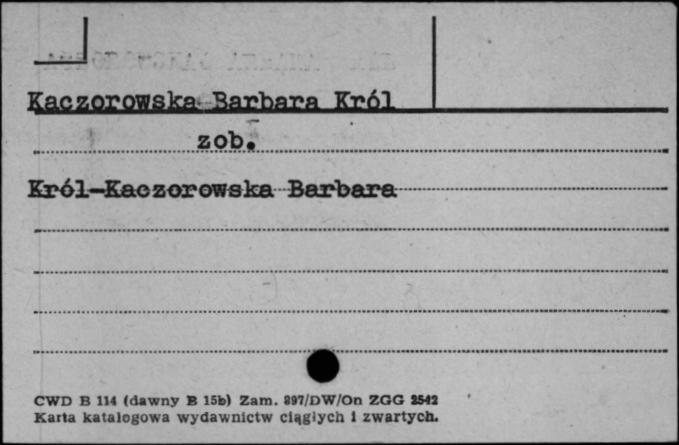 Kaczorowska Barbara Król
zob.
Król-Kaczorowska Barbara
CWD B 114 (dawny B 15b) Zam. 897/DW/On ZGG 2542
Karta katalogowa wydawnictw ciągłych i zwartych.